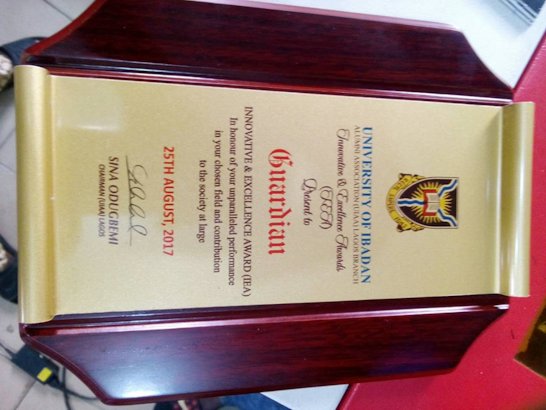 UNIVERSITY OF IBADAN
ALUMNI ASSOCIATION (UIAA) LAGOS BRANCH
Innovative & Excellence Awards
(IEA)
Present to
Guardian
INNOVATIVE & EXCELLENCE AWARD (IEA)
In honour of your unparalleled performance
in your chosen field and contribution
to the society at large
25TH AUGUST, 2017
SINA ODUGBEMI
CHAIRMAN (UIAA) LAGOS